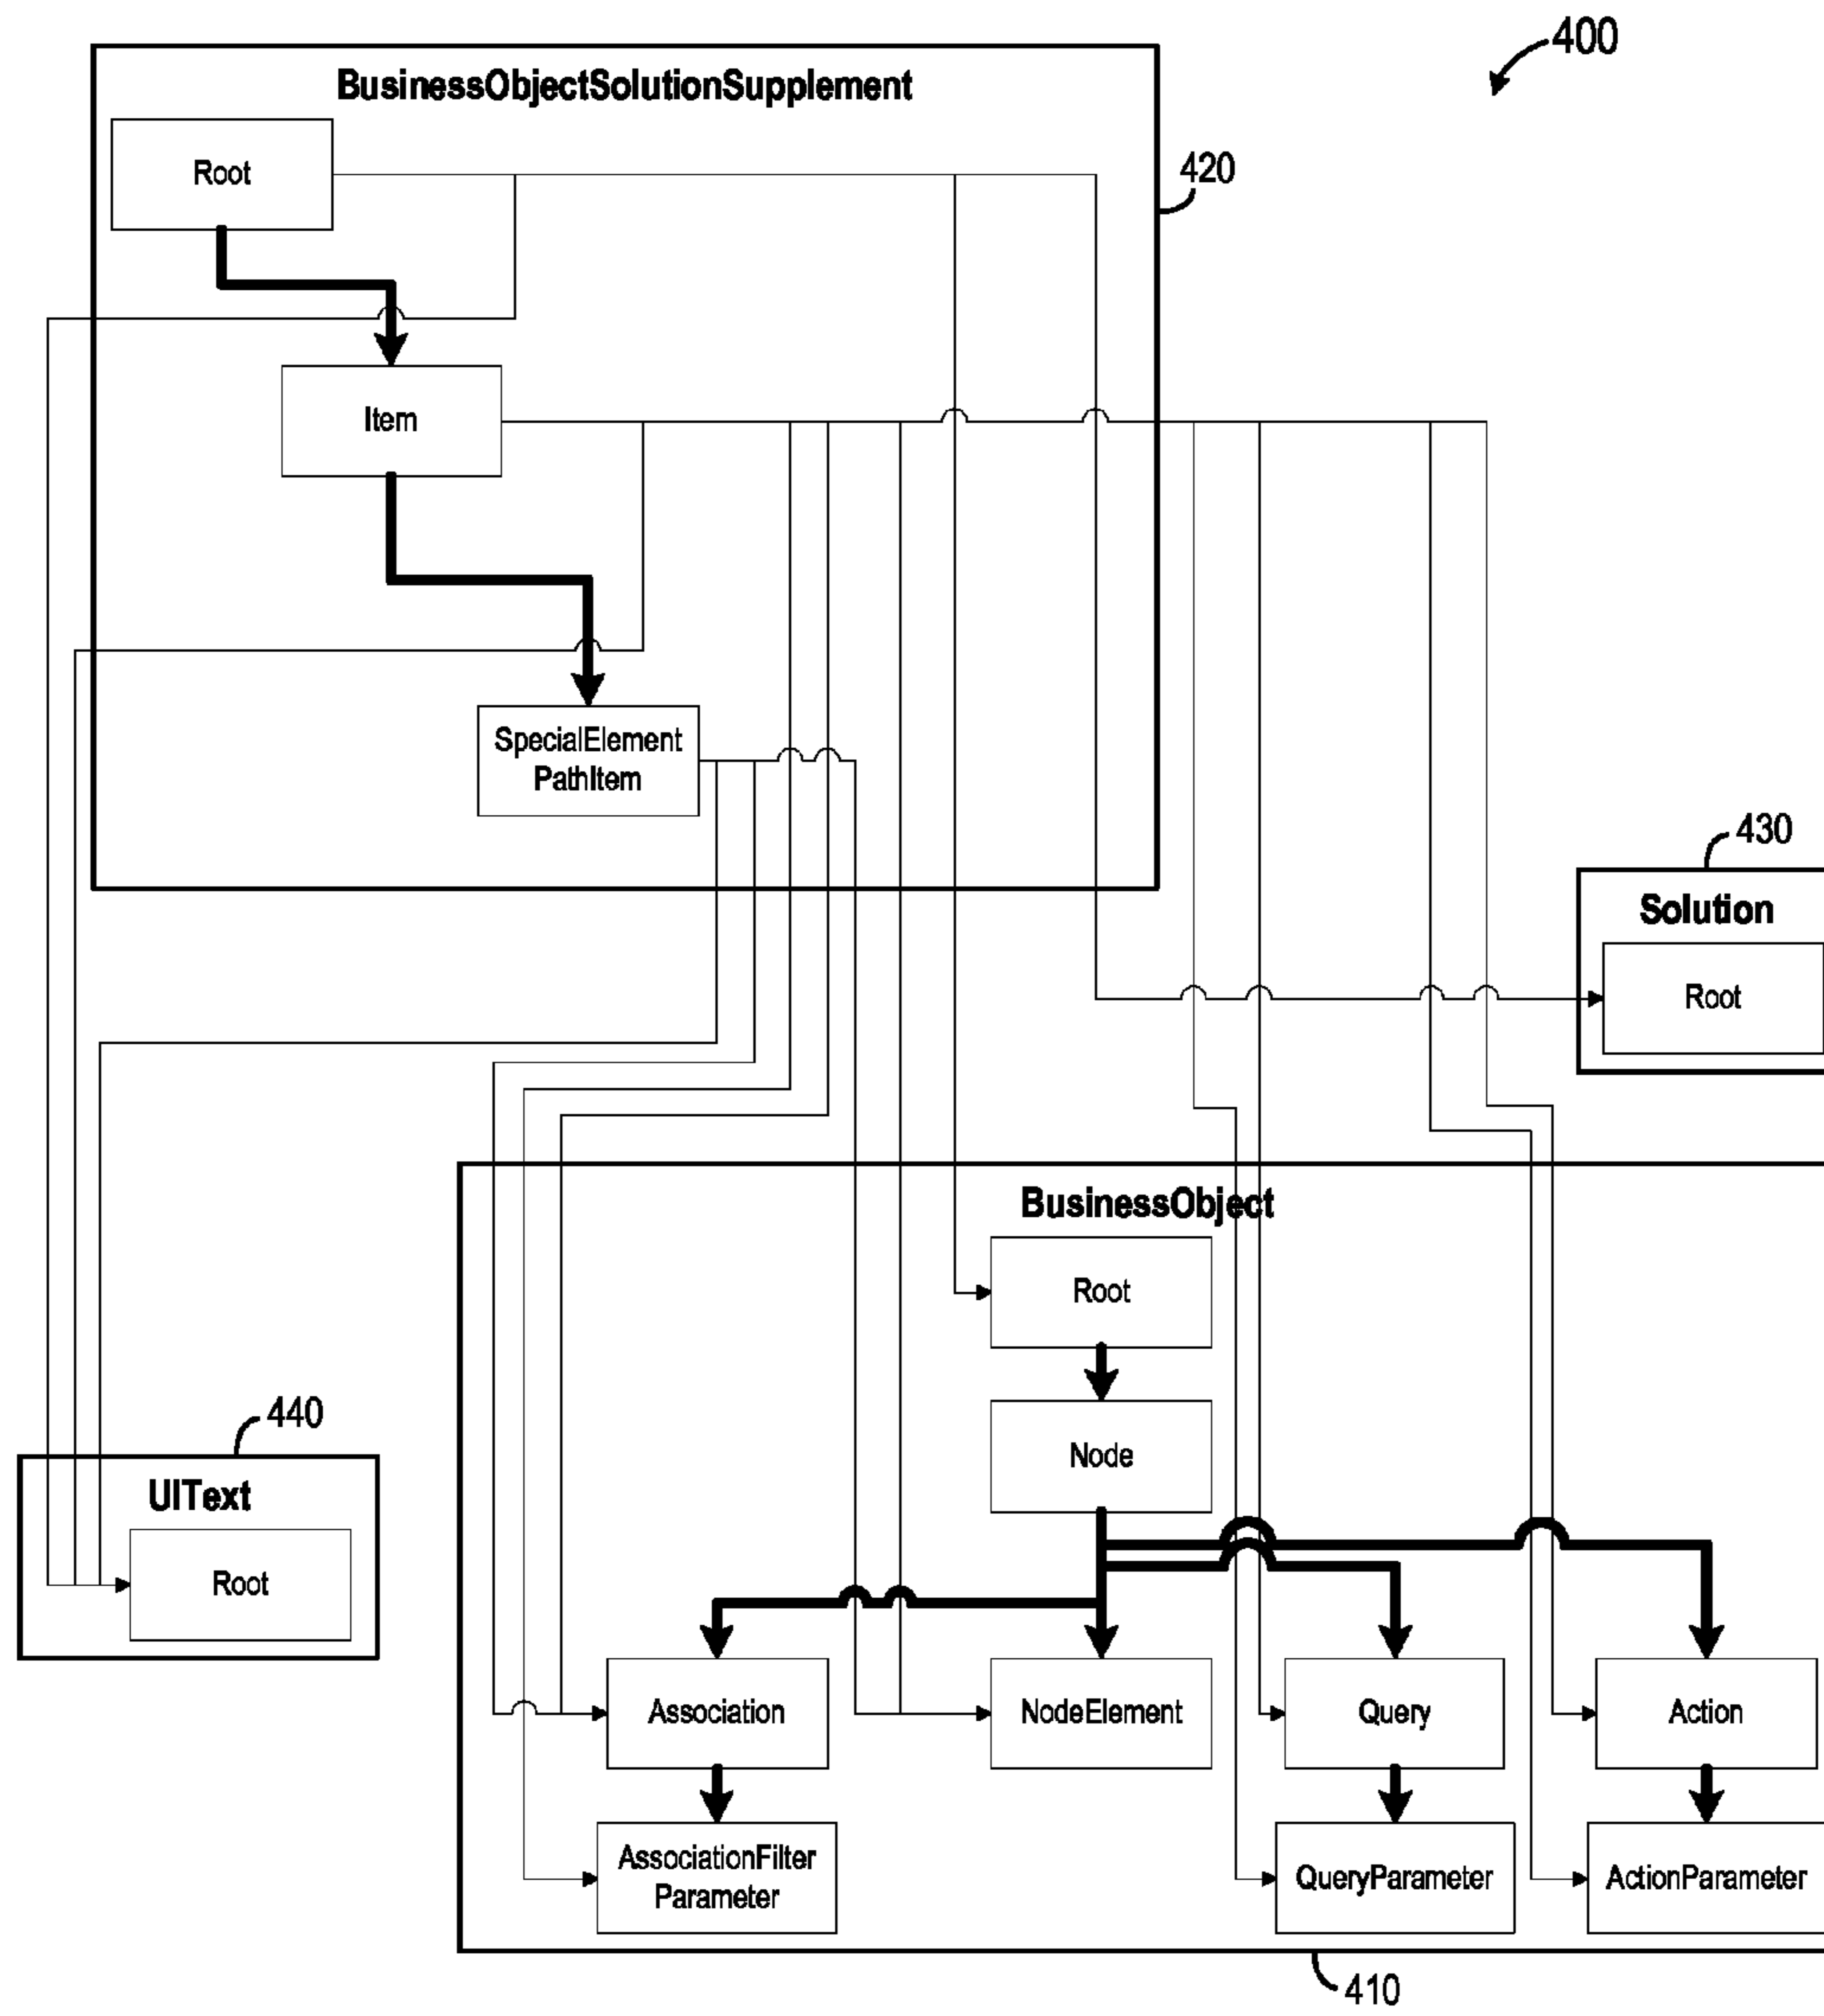 400
BusinessObjectSolutionSupplement
Root
420
Item
SpecialElement
PathItem
430
Solution
Root
BusinessObject
Root
440
Node
UIText
Root
Association
NodeElement
Query
Action
AssociationFilter
Parameter
QueryParameter
ActionParameter
410